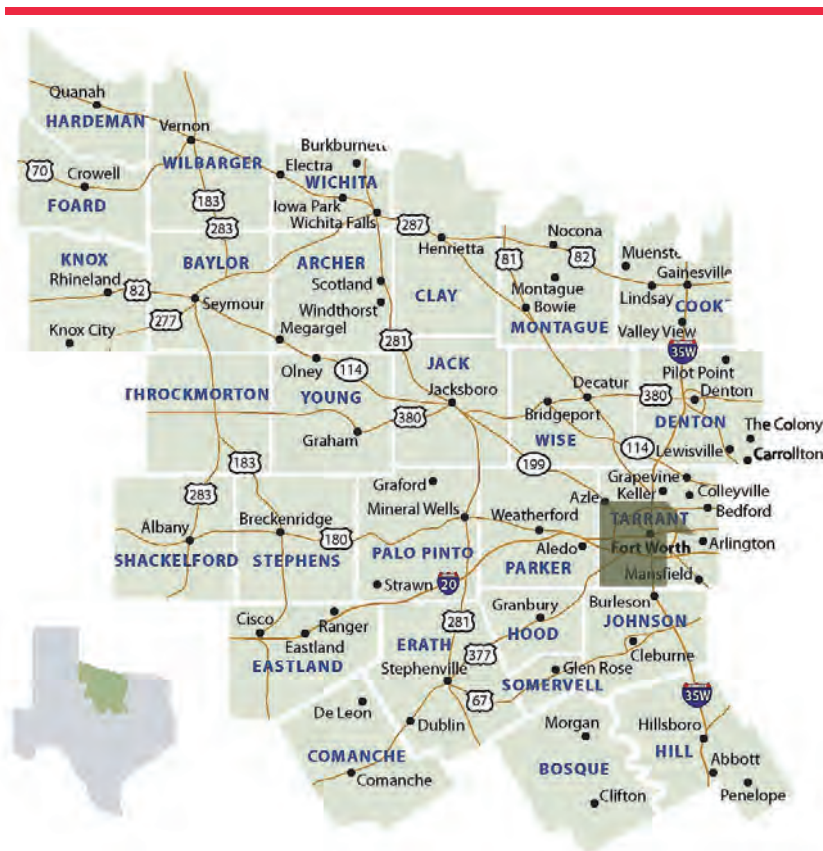 Quanah
HARDEMAN
Vernon
Burkburnett
WILBARGER
Electra
70
Crowell
WICHITA
183
FOARD
Iowa Park
Wichita Falls
287
Nocona
283
Henrietta
81
82
KNOX
BAYLOR
ARCHER
Muenste
Rhineland
82
Scotland
CLAY
Montague
Gainesville
Seymour
Windthorst
Bowie
Lindsay
COOK
277
MONTAGUE
Knox City
Megargel
281
Valley View
35W
JACK
Pilot Point
Olney
114
THROCKMORTON
YOUNG
Jacksboro
Decatur
380
Denton
380
Bridgeport
DENTON
The Colony
Graham
WISE
114
Lewisville
Carrollton
183
199
Graford
Grapevine
283
Azle
Keller
Colleyville
Mineral Wells
Bedford
Albany
Breckenridge
Weatherford
TARRANT
180
Fort Worth
Arlington
SHACKELFORD
STEPHENS
PALO PINTO
Aledo
PARKER
Strawn
20
Mansfield
Granbury
Burleson
Cisco
281
HOOD
JOHNSON
Ranger
ERATH
Eastland
377
Cleburne
EASTLAND
Stephenville
Glen Rose
SOMERVELL
67
35W
De Leon
Dublin
Morgan
Hillsboro
COMANCHE
HILL
Abbott
Comanche
BOSQUE
Penelope
Clifton